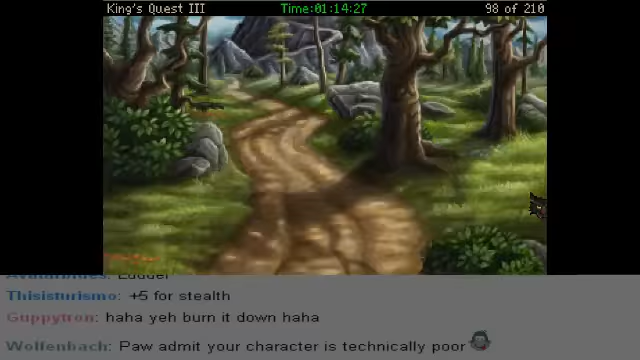 King's Quest III Time:01:14:27 98 of 210
Thisisturismo: +5 for stealth
Guppytron: haha yeh burn it down haha
Wolfenbach: Paw admit your character is technically poor